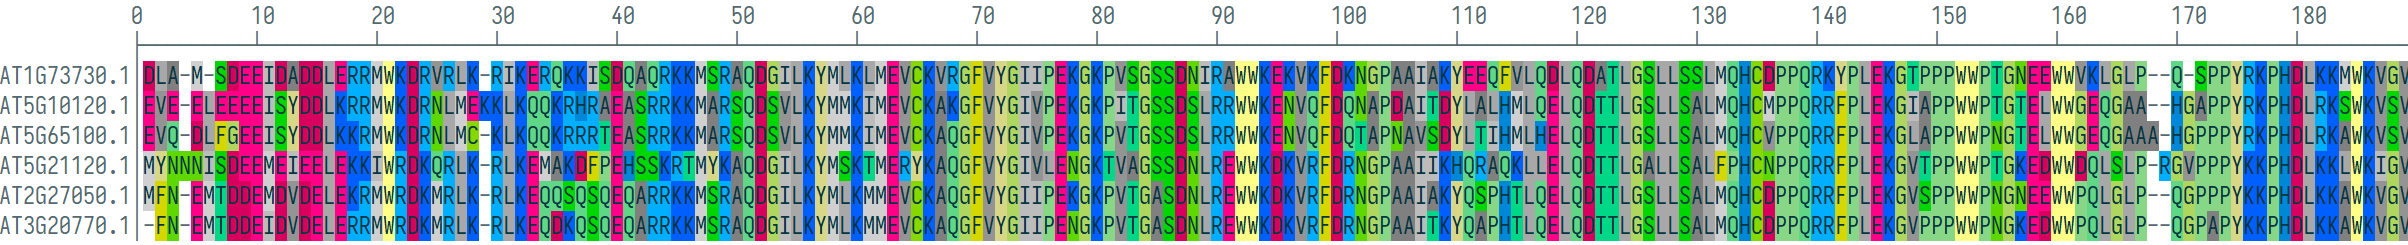 0 10 20 30 40 50 60 70 80 90 100 110 120 130 140 150 160 170 180
AT1G73730.1 DLA-M-SDEEIDADDLERRMWKDRVRLK-RIKERQKKISDQAQRKKMSRAQDGILKYMLKLMEVCKVRGFVYGIIPEKGKPVSGSSDNIRAWWKEKVKFDKNGPAAIAKYEEQFVLQDLQDATLGSLLSSLMQHCDPPQRKYPLEKGTPPPWWPTGNEEWWVKLGLP--Q-SPPYRKPHDLKKMWKVGV
AT5G10120.1 EVE-ELEEEEISYDDLKRRMWKDRNLMEKKLKQQKRHRAEASRRKKMARSQDSVLKYMMKIMEVCKAKGFVYGIVPEKGKPITGSSDSLRRWWKENVQFDQNAPDAITDYLALHMLQELQDTTLGSLLSALMQHCMPPQRRFPLEKGIAPPWWPTGTELWWGEQGAA--HGAPPYRKPHDLRKSWKVSV
AT5G65100.1 EVQ-DLFGEEISYDDLKKRMWKDRNLMC-KLKQQKRRRTEASRRKKMARSQDSVLKYMMKIMEVCKAQGFVYGIVPEKGKPVTGSSDSLRRWWKENVQFDQTAPNAVSDYLTIHMLHELQDTTLGSLLSALMQHCVPPQRRFPLEKGLAPPWWPNGTELWWGEQGAAA-HGPPPYRKPHDLRKAWKVSV
AT5G21120.1 MYNNNISDEEMEIEELEKKIWRDKQRLK-RLKEMAKDFPEHSSKRTMYKAQDGILKYMSKTMERYKAQGFVYGIVLENGKTVAGSSDNLREWWKDKVRFDRNGPAAIIKHQRAQKLLELQDTTLGALLSALFPHCNPPQRRFPLEKGVTPPWWPTGKEDWWDQLSLP-RGVPPPYKKPHDLKKLWKIGV
AT2G27050.1 MFN-EMTDDEMDVDELEKRMWRDKMRLK-RLKEQQSQSQEQARRKKMSRAQDGILKYMLKMMEVCKAQGFVYGIIPEKGKPVTGASDNLREWWKDKVRFDRNGPAAIAKYQSPHTLQELQDTTLGSLLSALMQHCDPPQRRFPLEKGVSPPWWPNGNEEWWPQLGLP--QGPPPYKKPHDLKKAWKVGV
AT3G20770.1 -FN-EMTDDEIDVDELERRMWRDKMRLK-RLKEQDKQSQEQARRKKMSRAQDGILKYMLKMMEVCKAQGFVYGIIPENGKPVTGASDNLREWWKDKVRFDRNGPAAITKYQAPHTLQELQDTTLGSLLSALMQHCDPPQRRFPLEKGVPPPWWPNGKEDWWPQLGLP--QGPAPYKKPHDLKKAWKVGV